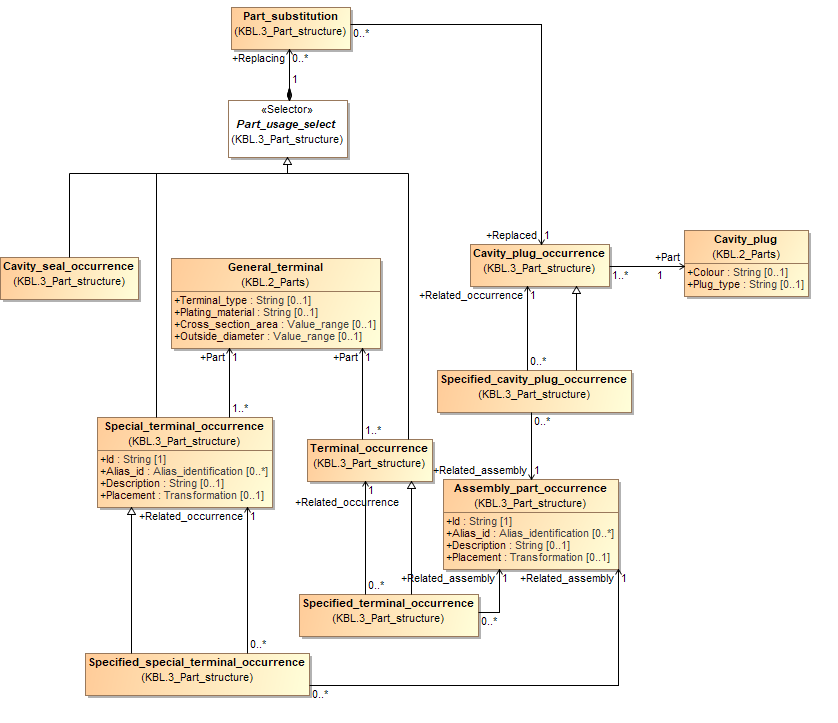 Part_substitution
(KBL.3_Part_structure)
0..*
+Replacing
0..*
1
«Selector»
Part_usage_select
(KBL.3_Part_structure)
+Replaced
1
Cavity_seal_occurrence
(KBL.3_Part_structure)
General_terminal
(KBL.2_Parts)
+Terminal_type : String [0..1]
+Plating_material : String [0..1]
+Cross_section_area : Value_range [0..1]
+Outside_diameter : Value_range [0..1]
Cavity_plug_occurrence
(KBL.3_Part_structure)
+Part
1..*
1
Cavity_plug
(KBL.2_Parts)
+Colour : String [0..1]
+Plug_type : String [0..1]
+Related_occurrence
1
+Part
1
+Part
1
0..*
Specified_cavity_plug_occurrence
(KBL.3_Part_structure)
0..*
1..*
1..*
Special_terminal_occurrence
(KBL.3_Part_structure)
+Id : String [1]
+Alias_id : Alias_identification [0..*]
+Description : String [0..1]
+Placement : Transformation [0..1]
Terminal_occurrence
(KBL.3_Part_structure)
+Related_assembly
1
Assembly_part_occurrence
(KBL.3_Part_structure)
+Id : String [1]
+Alias_id : Alias_identification [0..*]
+Description : String [0..1]
+Placement : Transformation [0..1]
+Related_occurrence
1
+Related_occurrence
1
0..*
+Related_assembly
1
+Related_assembly
1
Specified_terminal_occurrence
(KBL.3_Part_structure)
0..*
0..*
Specified_special_terminal_occurrence
(KBL.3_Part_structure)
0..*